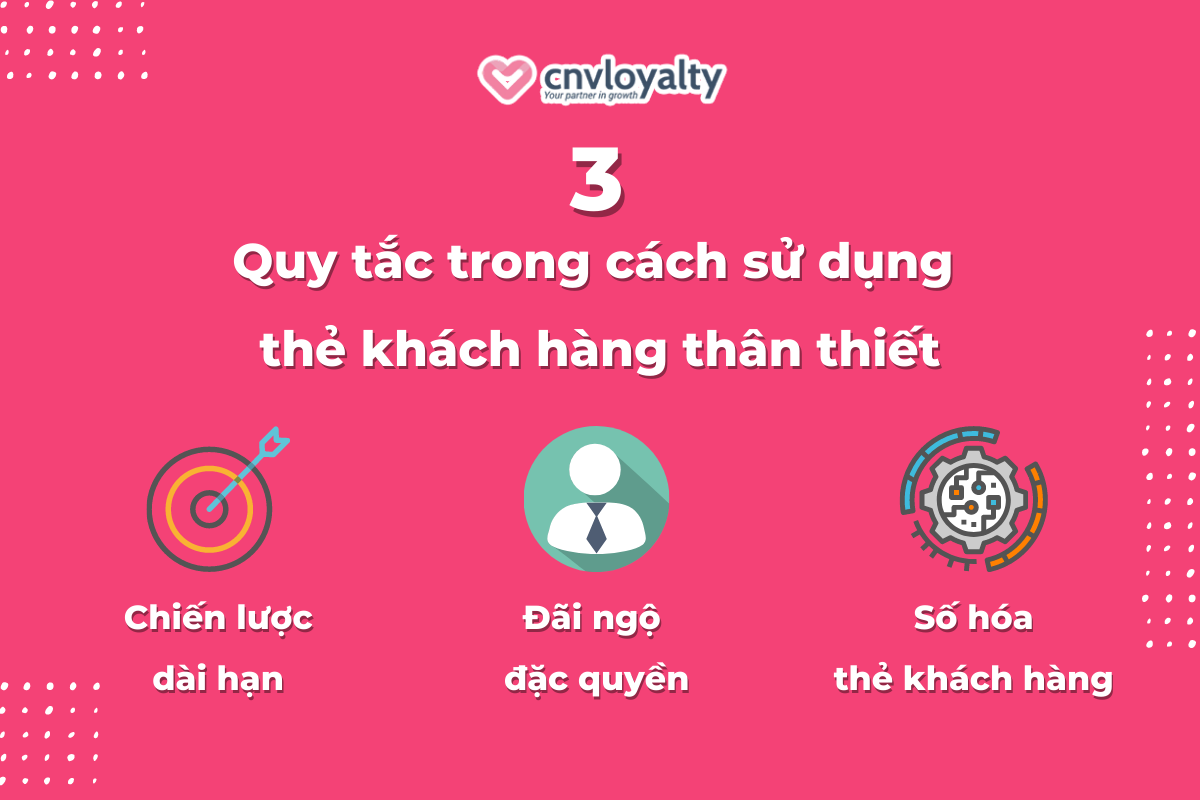 cnvloyalty
Your partner in growth
3
Quy tắc trong cách sử dụng
thẻ khách hàng thân thiết
Chiến lược
dài hạn
Đãi ngộ
đặc quyền
Số hóa
thẻ khách hàng